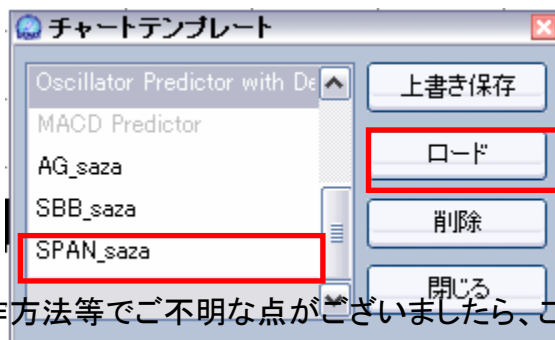 チャートテンプレート
Oscillator Predictor with De
MACD Predictor
AG_saza
SBB_saza
SPAN_saza
上書き保存
ロード
削除
閉じる
方法等でご不明な点がございましたら、こ